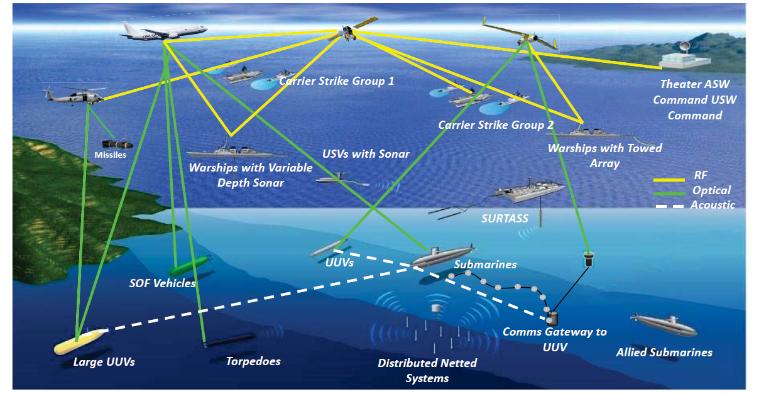 Carrier Strike Group 1
Theater ASW
Command USW
Command
Carrier Strike Group 2
Missiles
Warships with Variable
Depth Sonar
USVs with Sonar
Warships with Towed
Array
RF
Optical
Acoustic
SURTASS
UUVs
Submarines
SOF Vehicles
Large UUVs
Torpedoes
Distributed Netted
Systems
Comms Gateway to
UUV
Allied Submarines